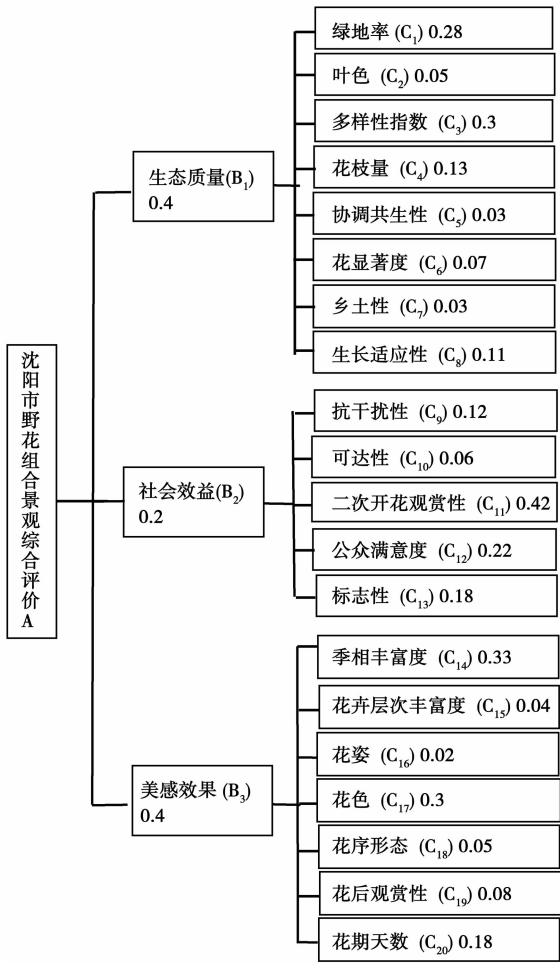 沈阳市野花组合景观综合评价A
生态质量(B₁)
0.4
绿地率 (C₁) 0.28
叶色 (C₂) 0.05
多样性指数 (C₃) 0.3
花枝量 (C₄) 0.13
协调共生性 (C₅) 0.03
花显著度 (C₆) 0.07
乡土性 (C₇) 0.03
生长适应性 (C₈) 0.11
社会效益(B₂)
0.2
抗干扰性 (C₉) 0.12
可达性 (C₁₀) 0.06
二次开花观赏性 (C₁₁) 0.42
公众满意度 (C₁₂) 0.22
标志性 (C₁₃) 0.18
美感效果 (B₃)
0.4
季相丰富度 (C₁₄) 0.33
花卉层次丰富度 (C₁₅) 0.04
花姿 (C₁₆) 0.02
花色 (C₁₇) 0.3
花序形态 (C₁₈) 0.05
花后观赏性 (C₁₉) 0.08
花期天数 (C₂₀) 0.18